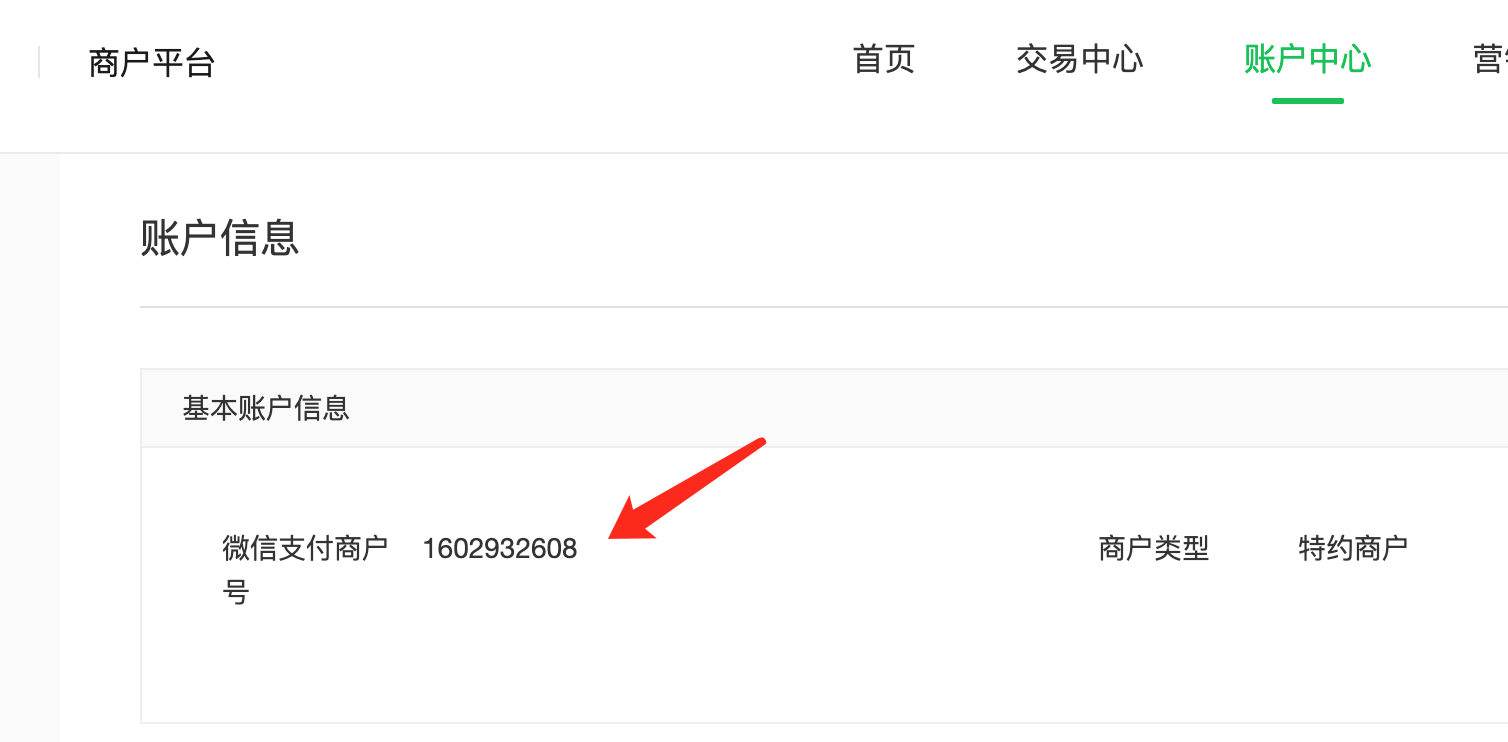 商户平台
首页
交易中心
账户中心
营
账户信息
基本账户信息
微信支付商户号
1602932608
商户类型
特约商户